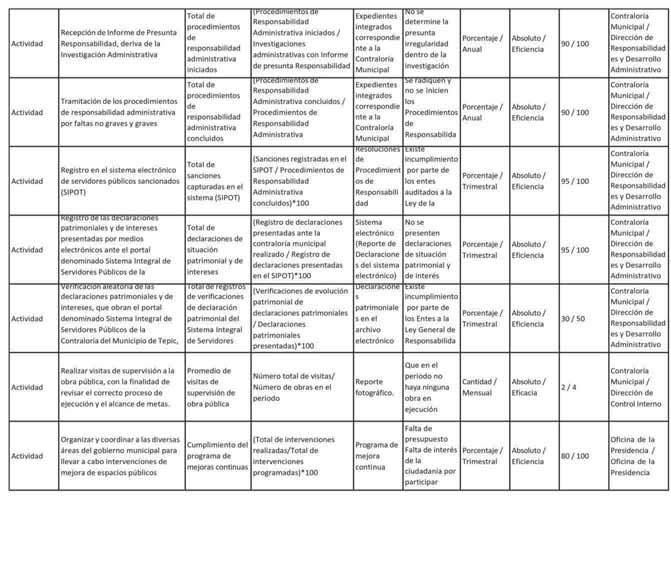 Actividad
Recepción de Informe de Presunta
Responsabilidad, deriva de la
Investigación Administrativa
Total de
procedimientos
de
responsabilidad
administrativa
iniciados
(Procedimientos de
Responsabilidad
Administrativa iniciados /
Investigaciones
administrativas con Informe
de presunta Responsabilidad
Expedientes
integrados
correspondie
nte a la
Contraloría
Municipal
No se
determine la
presunta
irregularidad
dentro de la
investigación
Porcentaje /
Anual
Absoluto /
Eficiencia
90 / 100
Contraloría
Municipal /
Dirección de
Responsabilidad
es y Desarrollo
Administrativo
Actividad
Tramitación de los procedimientos
de responsabilidad administrativa
por faltas no graves y graves
Total de
procedimientos
de
responsabilidad
administrativa
concluidos
(Procedimientos de
Responsabilidad
Administrativa concluidos /
Procedimientos de
Responsabilidad
Administrativa
Expedientes
integrados
correspondie
nte a la
Contraloría
Municipal
Se radiquen y
no se inicien
los
Procedimientos
de
Responsabilida
Porcentaje /
Anual
Absoluto /
Eficiencia
90 / 100
Contraloría
Municipal /
Dirección de
Responsabilidad
es y Desarrollo
Administrativo
Actividad
Registro en el sistema electrónico
de servidores públicos sancionados
(SIPOT)
Total de
sanciones
capturadas en el
sistema (SIPOT)
(Sanciones registradas en el
SIPOT / Procedimientos de
Responsabilidad
Administrativa
concluidos)*100
Resoluciones
de
Procedimient
os de
Responsabili
dad
Existe
incumplimiento
por parte de
los entes
auditados a la
Ley de la
Porcentaje /
Trimestral
Absoluto /
Eficiencia
95 / 100
Contraloría
Municipal /
Dirección de
Responsabilidad
es y Desarrollo
Administrativo
Actividad
Registro de las declaraciones
patrimoniales y de intereses
presentadas por medios
electrónicos ante el portal
denominado Sistema Integral de
Servidores Públicos de la
Total de
declaraciones de
situación
patrimonial y de
intereses
(Registro de declaraciones
presentadas ante la
contraloría municipal
realizado / Registro de
declaraciones presentadas
en el SIPOT)*100
Sistema
electrónico
(Reporte de
Declaracione
s del sistema
electrónico)
No se
presenten
declaraciones
de situación
patrimonial y
de interés
Porcentaje /
Trimestral
Absoluto /
Eficiencia
95 / 100
Contraloría
Municipal /
Dirección de
Responsabilidad
es y Desarrollo
Administrativo
Actividad
Verificación aleatoria de las
declaraciones patrimoniales y de
intereses, que obran el portal
denominado Sistema Integral de
Servidores Públicos de la
Contraloría del Municipio de Tepic,
Total de registros
de verificaciones
de declaración
patrimonial del
Sistema Integral
de Servidores
(Verificaciones de evolución
patrimonial de
declaraciones patrimoniales
/ Declaraciones
patrimoniales
presentadas)*100
Declaracione
s
patrimoniale
s en el
archivo
electrónico
Existe
incumplimiento
por parte de
los Entes a la
Ley General de
Responsabilida
Porcentaje /
Trimestral
Absoluto /
Eficiencia
30 / 50
Contraloría
Municipal /
Dirección de
Responsabilidad
es y Desarrollo
Administrativo
Actividad
Realizar visitas de supervisión a la
obra pública, con la finalidad de
revisar el correcto proceso de
ejecución y el alcance de metas.
Promedio de
visitas de
supervisión de
obra pública
Número total de visitas/
Número de obras en el
periodo
Reporte
fotográfico.
Que en el
periodo no
haya ninguna
obra en
ejecución
Cantidad /
Mensual
Absoluto /
Eficacia
2 / 4
Contraloría
Municipal /
Dirección de
Control Interno
Actividad
Organizar y coordinar a las diversas
áreas del gobierno municipal para
llevar a cabo intervenciones de
mejora de espacios públicos
Cumplimiento del
programa de
mejoras continuas
(Total de intervenciones
realizadas/Total de
intervenciones
programadas)*100
Programa de
mejora
continua
Falta de
presupuesto
Falta de interés
de la
ciudadanía por
participar
Porcentaje /
Trimestral
Absoluto /
Eficiencia
80 / 100
Oficina de la
Presidencia /
Oficina de la
Presidencia